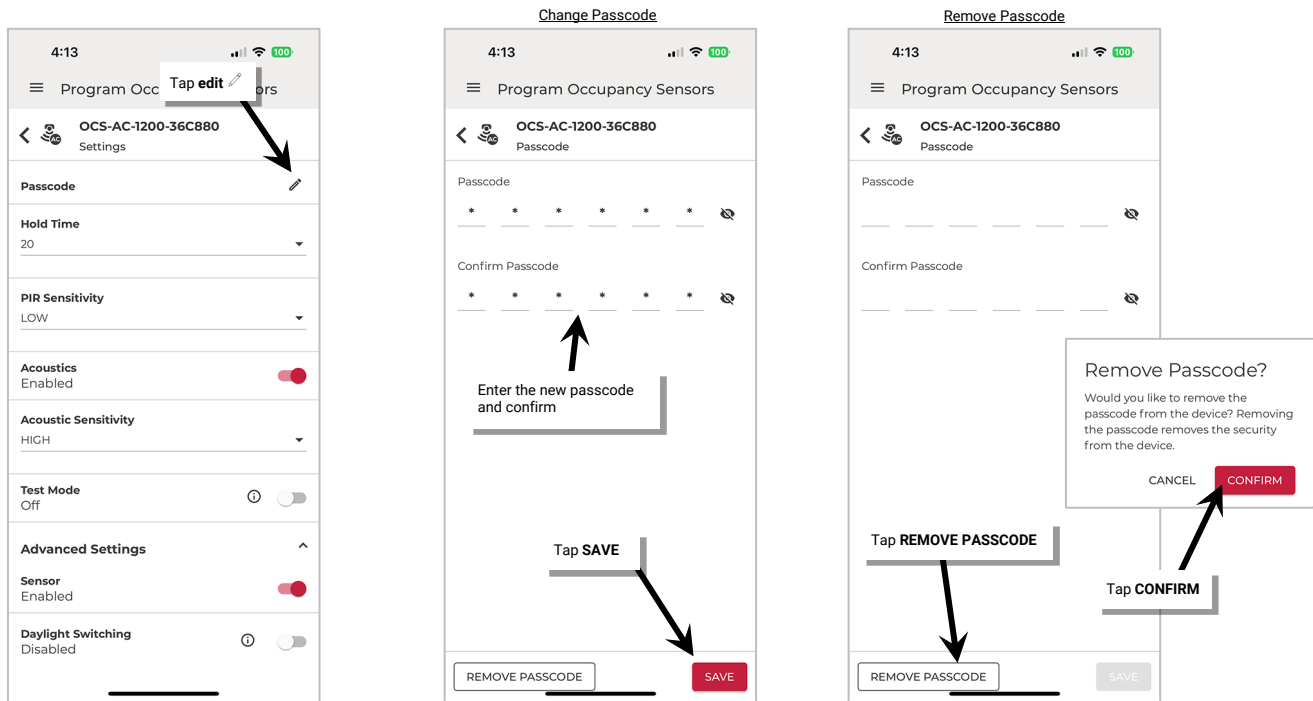 Change Passcode
Remove Passcode
4:13
100
Program Occ
ors
Tap edit
OCS-AC-1200-36C880
Settings
Passcode
Hold Time
20
PIR Sensitivity
LOW
Acoustics
Enabled
Acoustic Sensitivity
HIGH
Test Mode
Off
Advanced Settings
Sensor
Enabled
Daylight Switching
Disabled
4:13
100
Program Occupancy Sensors
OCS-AC-1200-36C880
Passcode
Passcode
* * * * * *
Confirm Passcode
* * * * * *
Enter the new passcode
and confirm
Tap SAVE
REMOVE PASSCODE
SAVE
4:13
100
Program Occupancy Sensors
OCS-AC-1200-36C880
Passcode
Passcode
Confirm Passcode
Remove Passcode?
Would you like to remove the
passcode from the device? Removing
the passcode removes the security
from the device.
CANCEL
CONFIRM
Tap REMOVE PASSCODE
Tap CONFIRM
REMOVE PASSCODE
SAVE